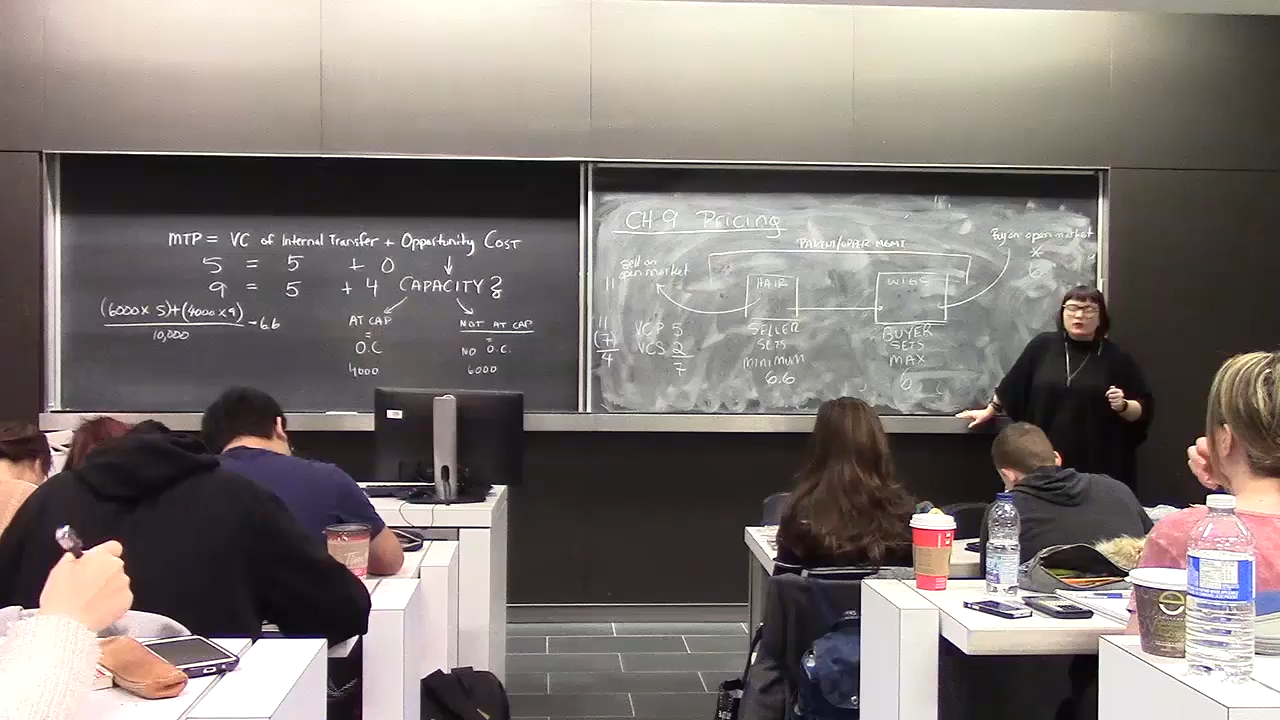 MTP = VC of Internal Transfer + Opportunity Cost
5 = 5 + 0
9 = 5 + 4 CAPACITY?
(6000 x 5) + (4000 x 9)
10,000
= 6.6
AT CAP
=
O.C
4000
NOT AT CAP
=
NO O.C.
6000
CH 9 Pricing
PARENT/UPPER MGMT
Buy on open market
*
6
sell on
open market
11
HAIR
WIGS
11
(7)
4
VCP 5
VCS 2
7
SELLER
SETS
MINIMUM
6.6
BUYER
SETS
MAX
6